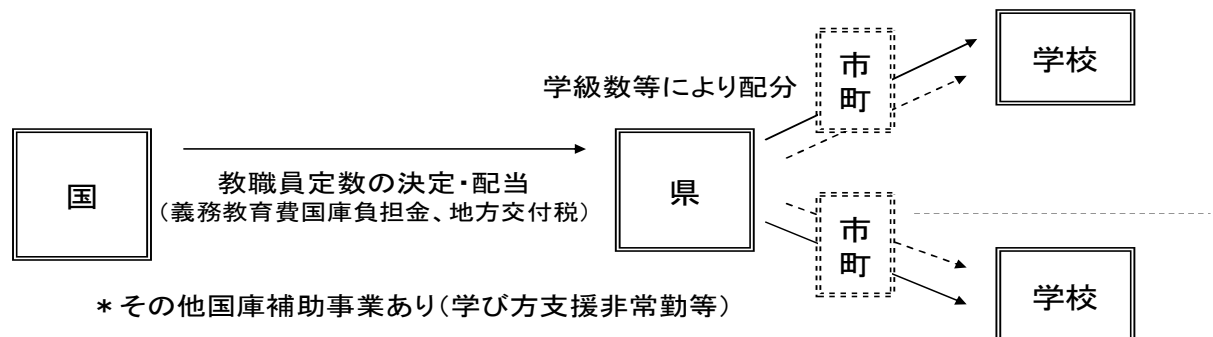 学級数等により配分
市町
学校
国
教職員定数の決定・配当
（義務教育費国庫負担金、地方交付税）
県
市町
学校
＊その他国庫補助事業あり（学び方支援非常勤等）